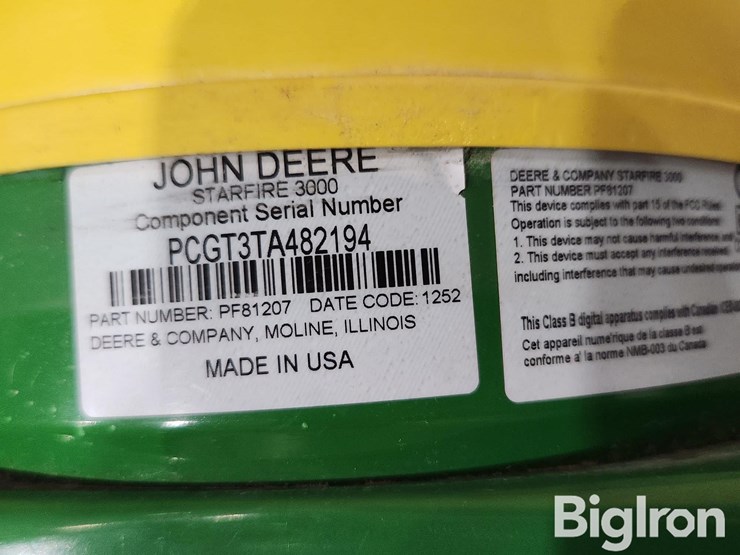 JOHN DEERE
STARFIRE 3000
Component Serial Number
PCGT3TA482194
PART NUMBER: PF81207 DATE CODE: 1252
DEERE & COMPANY, MOLINE, ILLINOIS
MADE IN USA
DEERE & COMPANY STARFIRE 3000
PART NUMBER PF81207
This device complies with part 15 of the FCC Rules
Operation is subject to the following two conditions:
1. This device may not cause harmful interference, and
2. This device must accept any interference received,
including interference that may cause undesired operation
This Class B digital apparatus complies with Canadian
Cet appareil numérique de la classe B est
conforme a' la norme NMB-003 du Canada
BigIron